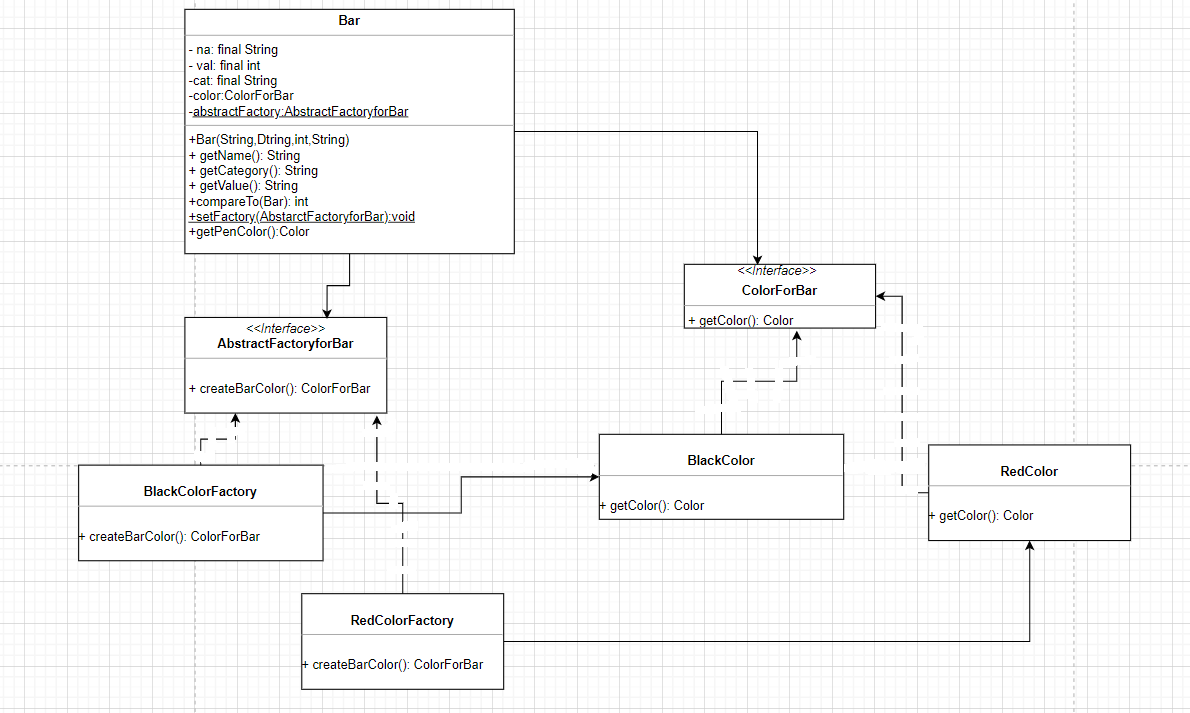 Bar
- na: final String
- val: final int
-cat: final String
-color:ColorForBar
-abstractFactory:AbstractFactoryforBar
+Bar(String,Dtring,int,String)
+ getName(): String
+ getCategory(): String
+ getValue(): String
+compareTo(Bar): int
+setFactory(AbstarctFactoryforBar):void
+getPenColor():Color
<<Interface>>
ColorForBar
+ getColor(): Color
<<Interface>>
AbstractFactoryforBar
+ createBarColor(): ColorForBar
BlackColorFactory
+ createBarColor(): ColorForBar
BlackColor
+ getColor(): Color
RedColor
+ getColor(): Color
RedColorFactory
+ createBarColor(): ColorForBar